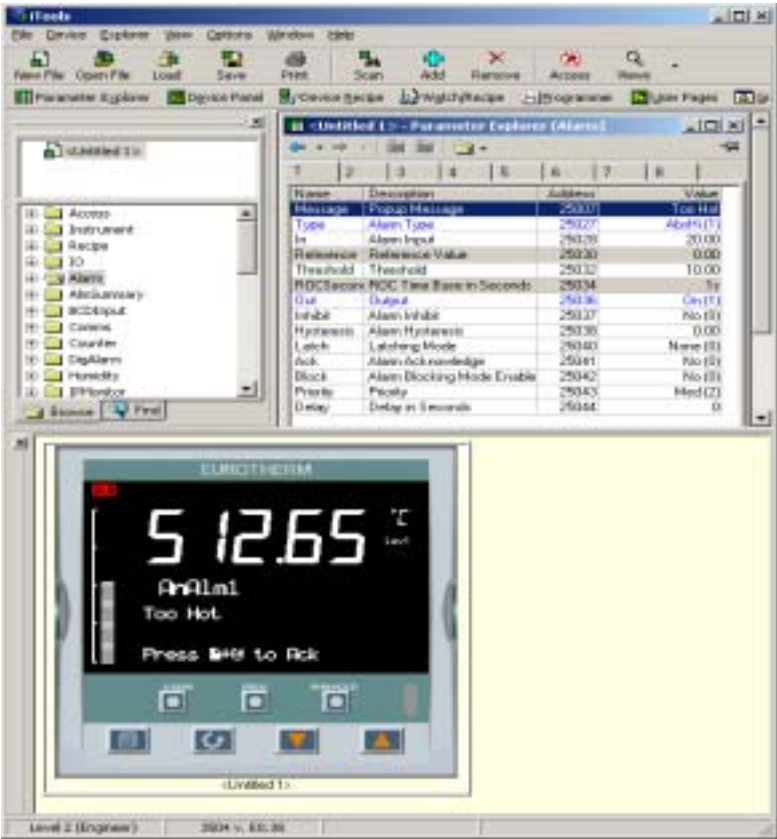 iTools
File Device Explorer View Options Window Help
New File Open File Load Save Print Scan Add Remove Access Views
Parameter Explorer Device Panel Device Recipe Watch/Recipe Programmer User Pages
<Untitled 1>
<Untitled 1> - Parameter Explorer (Alarm)
1 2 3 4 5 6 7 8
Name Description Address Value
Message Popup Message 25007 Too Hot
Type Alarm Type 25027 AbsHi (1)
In Alarm Input 25028 20.00
Reference Reference Value 25030 0.00
Threshold Threshold 25032 10.00
ROCSecon ROC Time Base in Seconds 25034
Out Output 25036 On (1)
Inhibit Alarm Inhibit 25037 No (0)
Hysteresis Alarm Hysteresis 25038 0.00
Latch Latching Mode 25040 None (0)
Ack Alarm Acknowledge 25041 No (0)
Block Alarm Blocking Mode Enable 25042 No (0)
Priority Priority 25043 Med (2)
Delay Delay in Seconds 25044 0
Access
Instrument
Recipe
IO
Alarm
AlmSummary
BCDInput
Comms
Counter
DigAlarm
Humidity
IPMonitor
Browse Find
EUROTHERM
512.65 °C
Lev1
AnAlm1
Too Hot
Press to Ack
<Untitled 1>
Level 2 (Engineer)